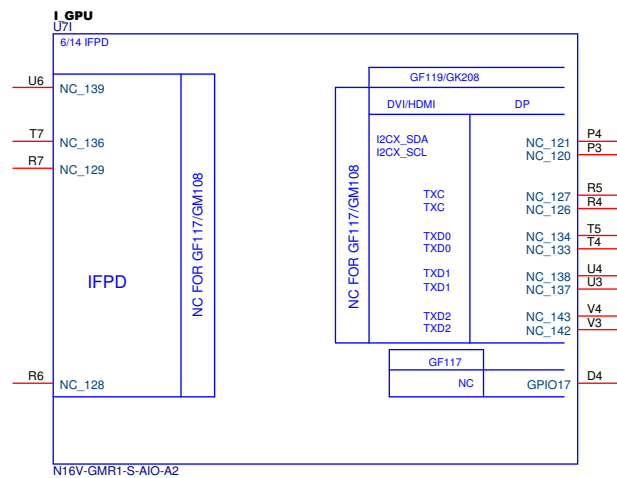 I_GPU
U7I
6/14 IFPD
U6 NC_139
T7 NC_136
R7 NC_129
IFPD
R6 NC_128
NC FOR GF117/GM108
NC FOR GF117/GM108
GF119/GK208
DVI/HDMI DP
I2CX_SDA NC_121 P4
I2CX_SCL NC_120 P3
TXC NC_127 R5
TXC NC_126 R4
TXD0 NC_134 T5
TXD0 NC_133 T4
TXD1 NC_138 U4
TXD1 NC_137 U3
TXD2 NC_143 V4
TXD2 NC_142 V3
GF117
NC GPIO17 D4
N16V-GMR1-S-AIO-A2